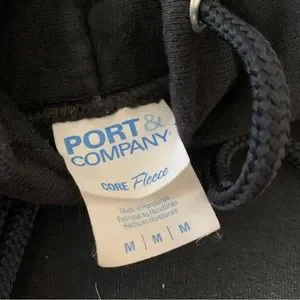 PORT &
COMPANY®
CORE Fleece
Made in Honduras
Fabriqué au Honduras
Hecho en Honduras
M | M | M